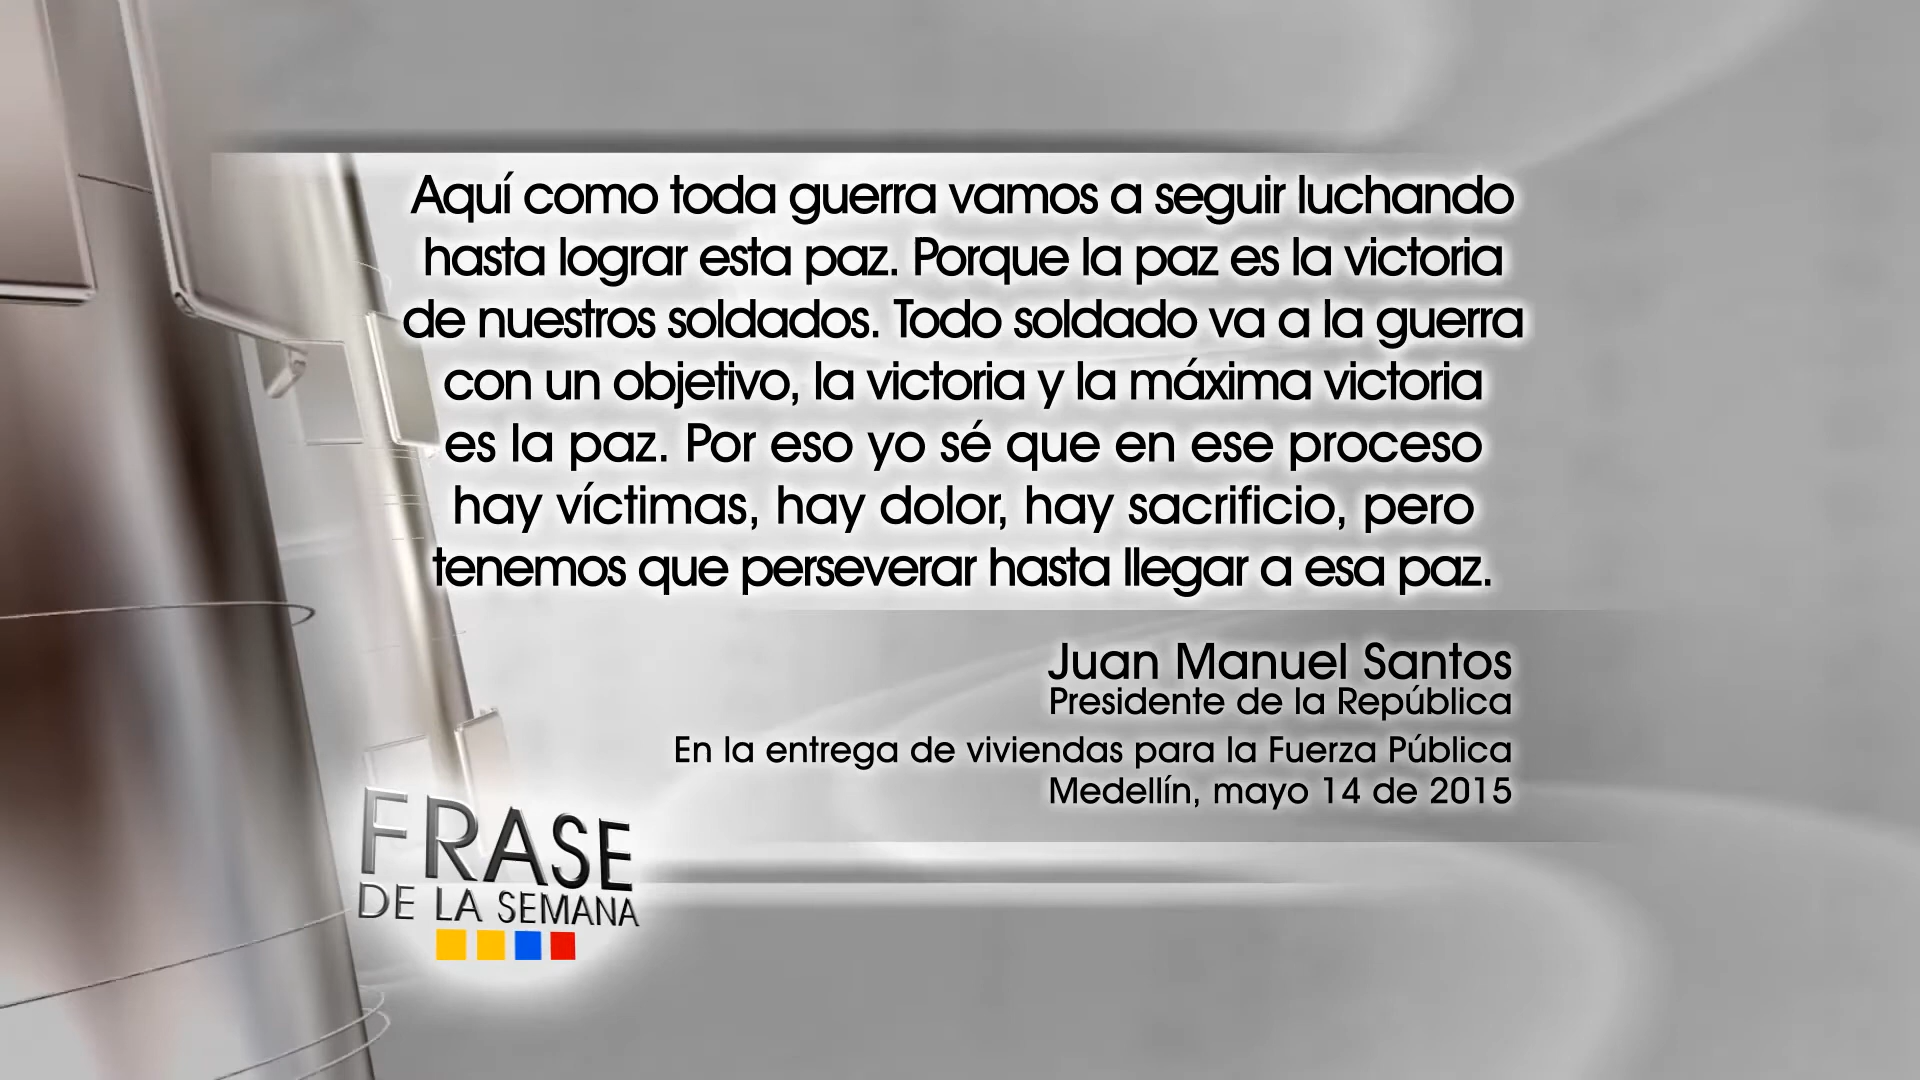 Aquí como toda guerra vamos a seguir luchando
hasta lograr esta paz. Porque la paz es la victoria
de nuestros soldados. Todo soldado va a la guerra
con un objetivo, la victoria y la máxima victoria
es la paz. Por eso yo sé que en ese proceso
hay víctimas, hay dolor, hay sacrificio, pero
tenemos que perseverar hasta llegar a esa paz.
Juan Manuel Santos
Presidente de la República
En la entrega de viviendas para la Fuerza Pública
Medellín, mayo 14 de 2015
FRASE
DE LA SEMANA